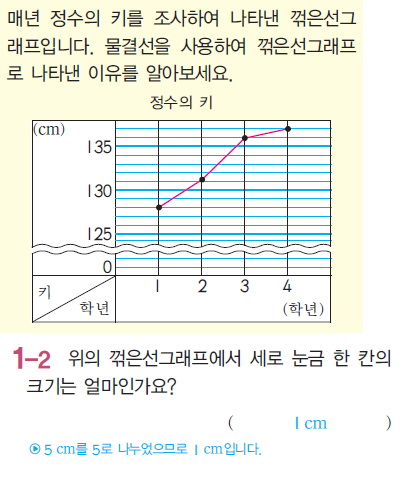 매년 정수의 키를 조사하여 나타낸 꺾은선그
래프입니다. 물결선을 사용하여 꺾은선그래프
로 나타낸 이유를 알아보세요.
정수의 키
(cm)
135
130
125
0
키
학년
1 2 3 4
(학년)
1-2 위의 꺾은선그래프에서 세로 눈금 한 칸의
크기는 얼마인가요?
( 1 cm )
5 cm를 5로 나누었으므로 1 cm입니다.